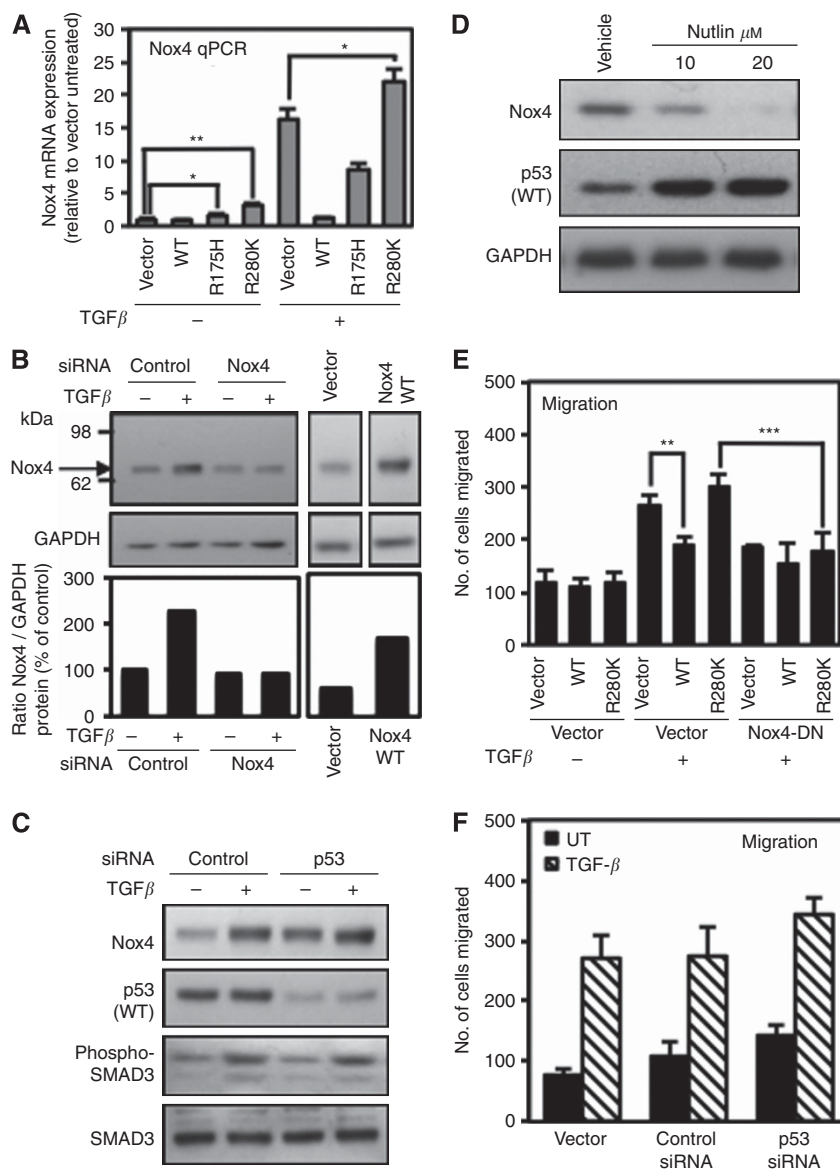 A
Nox4 qPCR
Nox4 mRNA expression
(relative to vector untreated)
30
25
20
15
10
5
0
**
*
*
Vector
WT
R175H
R280K
Vector
WT
R175H
R280K
TGFβ
–
+
B
siRNA
Control
Nox4
Vector
Nox4
WT
TGFβ
– + – +
kDa
98
Nox4
62
GAPDH
Ratio Nox4 / GAPDH
protein (% of control)
300
200
100
0
TGFβ
– + – +
siRNA
Control
Nox4
Vector
Nox4
WT
C
siRNA
Control
p53
TGFβ
– + – +
Nox4
p53
(WT)
Phospho-
SMAD3
SMAD3
D
Vehicle
Nutlin μM
10 20
Nox4
p53
(WT)
GAPDH
E
Migration
No. of cells migrated
500
400
300
200
100
0
**
***
Vector
WT
R280K
Vector
WT
R280K
Vector
WT
R280K
Vector
Vector
Nox4-DN
TGFβ
–
+
+
F
UT
TGF-β
Migration
No. of cells migrated
500
400
300
200
100
0
Vector
Control
siRNA
p53
siRNA